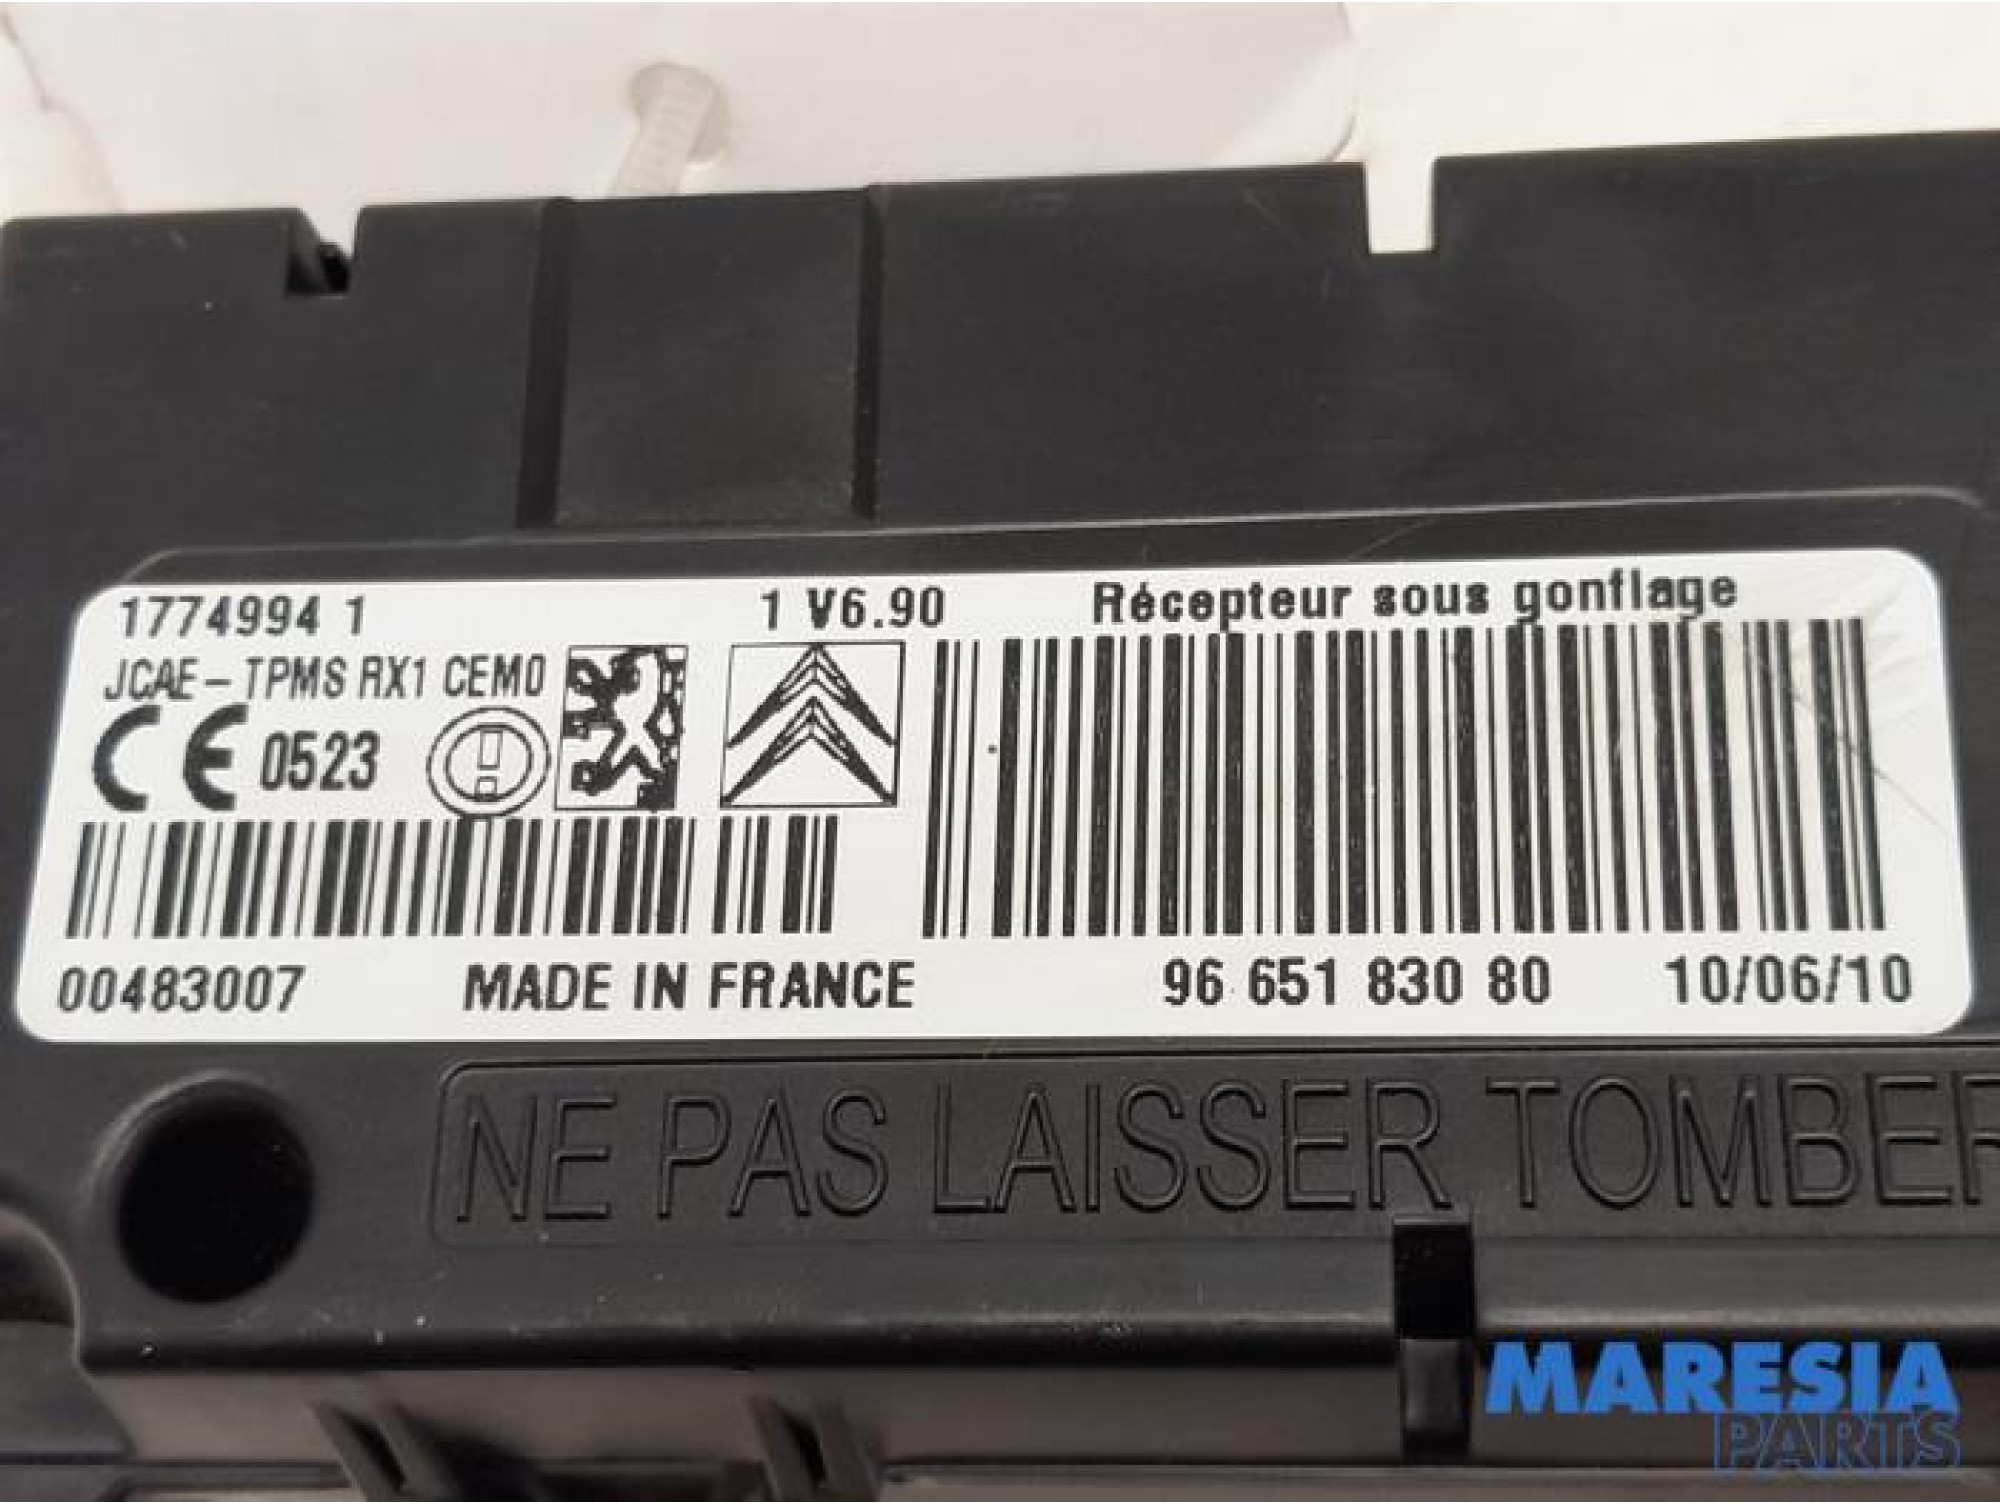 1774994 1
1 V6.90
Récepteur sous gonflage
JCAE-TPMS RX1 CEM0
CE 0523
00483007
MADE IN FRANCE
96 651 830 80
10/06/10
NE PAS LAISSER TOMBER
MARESIA
PARTS